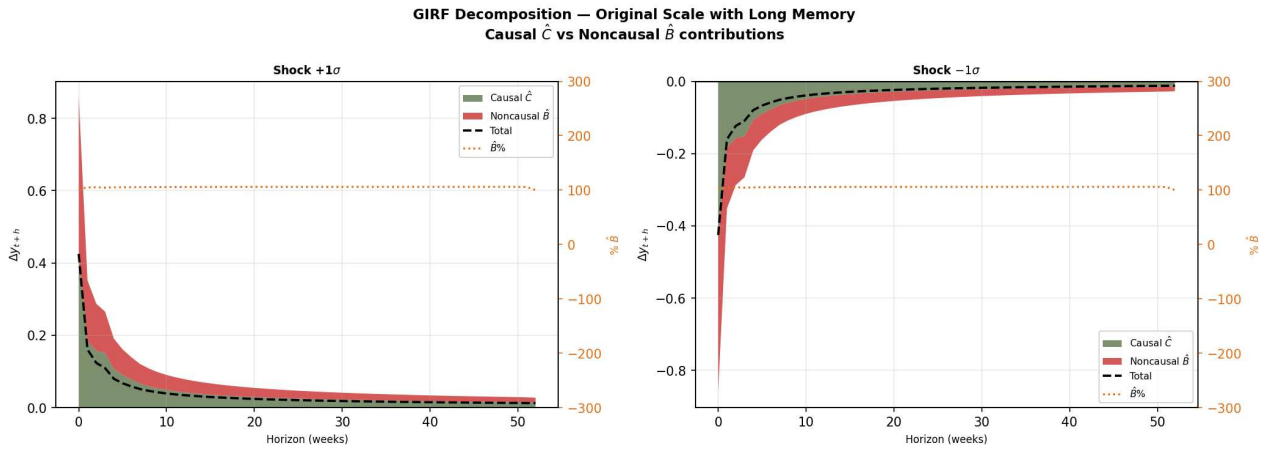 GIRF Decomposition — Original Scale with Long Memory
Causal Ĉ vs Noncausal B̂ contributions
Shock +1σ
Causal Ĉ
Noncausal B̂
Total
B̂%
0.8
0.6
0.4
0.2
0.0
Δy_{t+h}
300
200
100
0
−100
−200
−300
% B̂
0 10 20 30 40 50
Horizon (weeks)
Shock −1σ
0.0
−0.2
−0.4
−0.6
−0.8
Δy_{t+h}
Causal Ĉ
Noncausal B̂
Total
B̂%
300
200
100
0
−100
−200
−300
% B̂
0 10 20 30 40 50
Horizon (weeks)